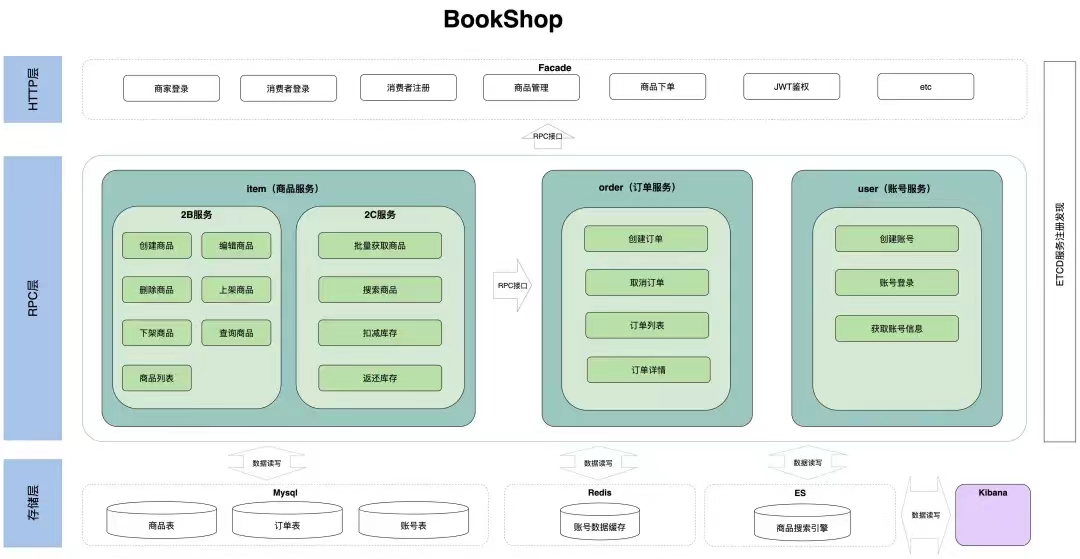 BookShop
HTTP层
Facade
商家登录
消费者登录
消费者注册
商品管理
商品下单
JWT鉴权
etc
RPC接口
RPC层
item（商品服务）
2B服务
创建商品
编辑商品
删除商品
上架商品
下架商品
查询商品
商品列表
2C服务
批量获取商品
搜索商品
扣减库存
返还库存
RPC接口
order（订单服务）
创建订单
取消订单
订单列表
订单详情
user（账号服务）
创建账号
账号登录
获取账号信息
ETCD服务注册发现
数据读写
数据读写
数据读写
存储层
Mysql
商品表
订单表
账号表
Redis
账号数据缓存
ES
商品搜索引擎
数据读写
Kibana